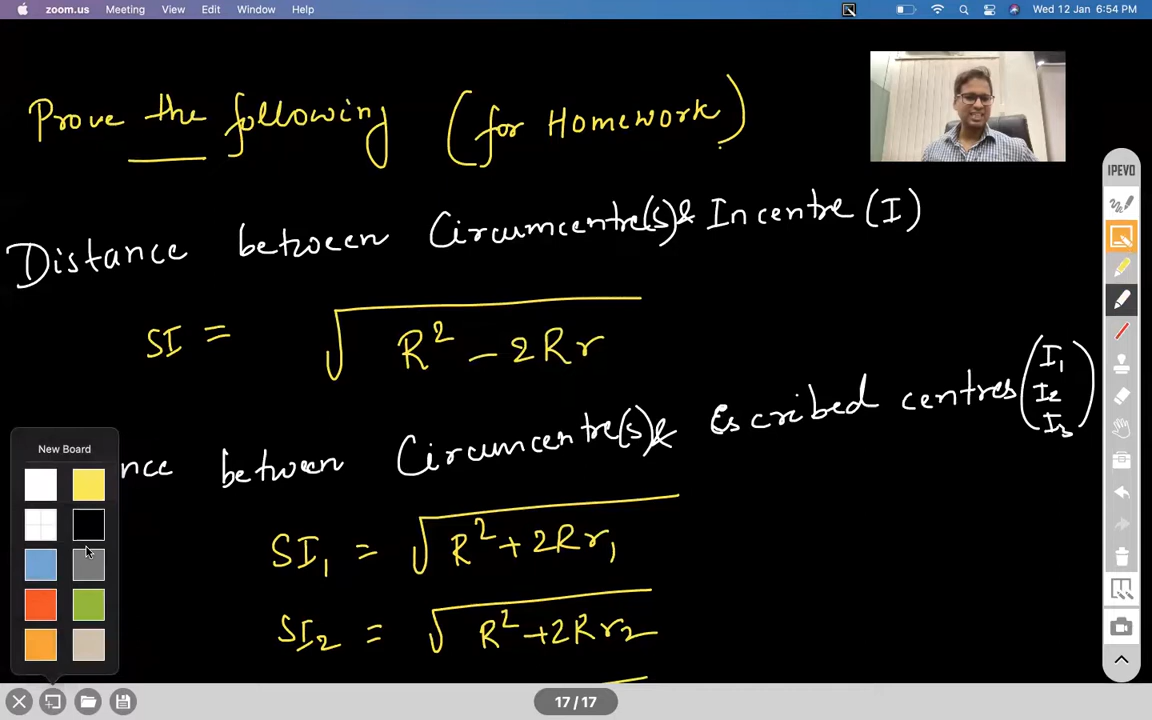 zoom.us Meeting View Edit Window Help Wed 12 Jan 6:54 PM
Prove the following (for Homework)
IPEVO
Distance between Circumcentre(s) & Incentre (I)
SI = √(R² - 2Rr)
New Board
nce between Circumcentre(s) & Escribed centres (I₁ I₂ I₃)
SI₁ = √(R² + 2Rr₁)
SI₂ = √(R² + 2Rr₂)
17/17